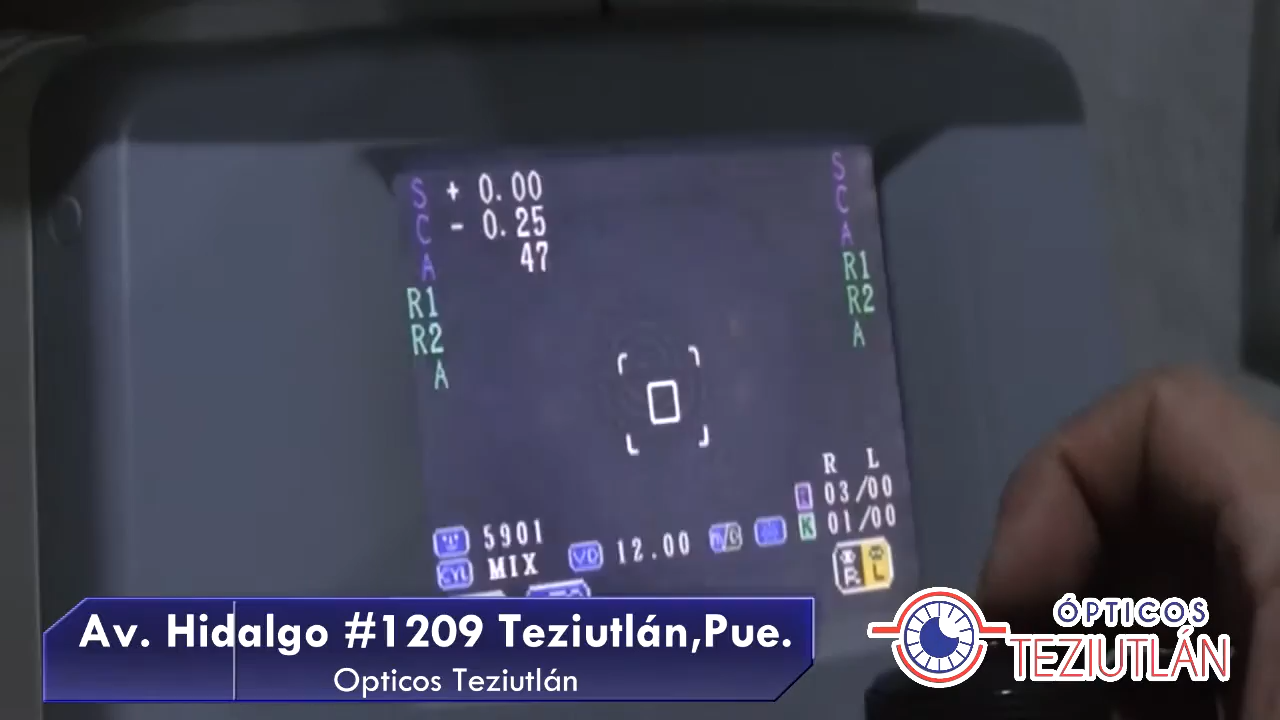 S + 0.00
C - 0.25
A 47
R1
R2
A
S
C
A
R1
R2
A
R L
R 03/00
K 01/00
5901
CYL MIX
VD 12.00
R L
Av. Hidalgo #1209 Teziutlán,Pue.
Opticos Teziutlán
ÓPTICOS
TEZIUTLÁN